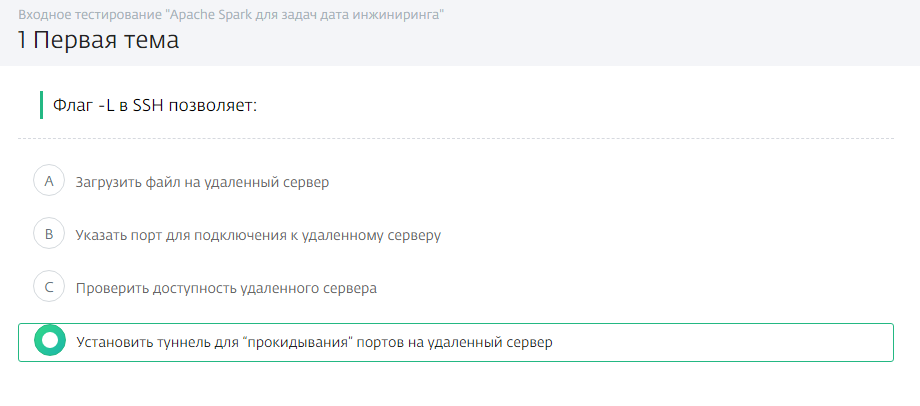 Входное тестирование "Apache Spark для задач дата инжиниринга"
1 Первая тема
Флаг -L в SSH позволяет:
A Загрузить файл на удаленный сервер
B Указать порт для подключения к удаленному серверу
C Проверить доступность удаленного сервера
Установить туннель для “прокидывания” портов на удаленный сервер